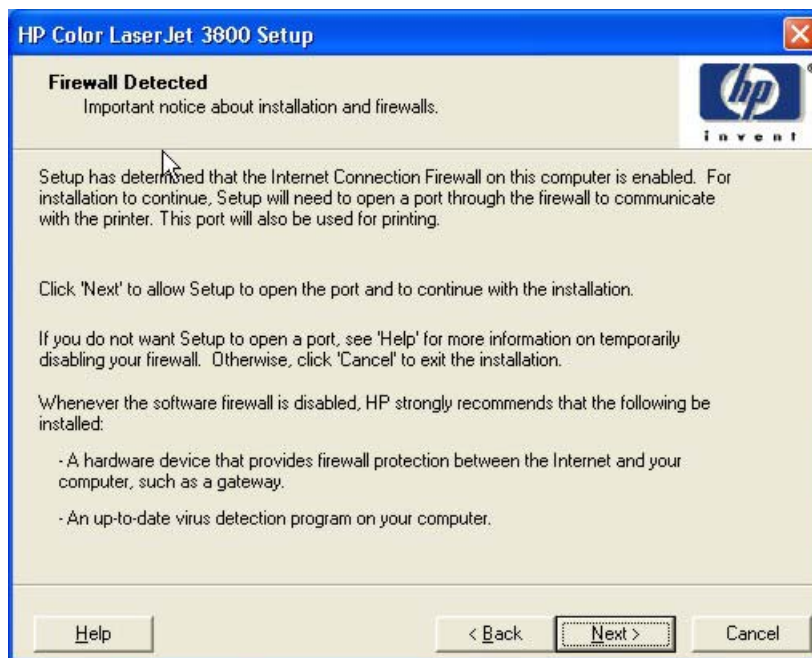 HP Color LaserJet 3800 Setup
Firewall Detected
Important notice about installation and firewalls.
hp
invent
Setup has determined that the Internet Connection Firewall on this computer is enabled. For
installation to continue, Setup will need to open a port through the firewall to communicate
with the printer. This port will also be used for printing.
Click 'Next' to allow Setup to open the port and to continue with the installation.
If you do not want Setup to open a port, see 'Help' for more information on temporarily
disabling your firewall. Otherwise, click 'Cancel' to exit the installation.
Whenever the software firewall is disabled, HP strongly recommends that the following be
installed:
- A hardware device that provides firewall protection between the Internet and your
computer, such as a gateway.
- An up-to-date virus detection program on your computer.
Help
< Back
Next >
Cancel